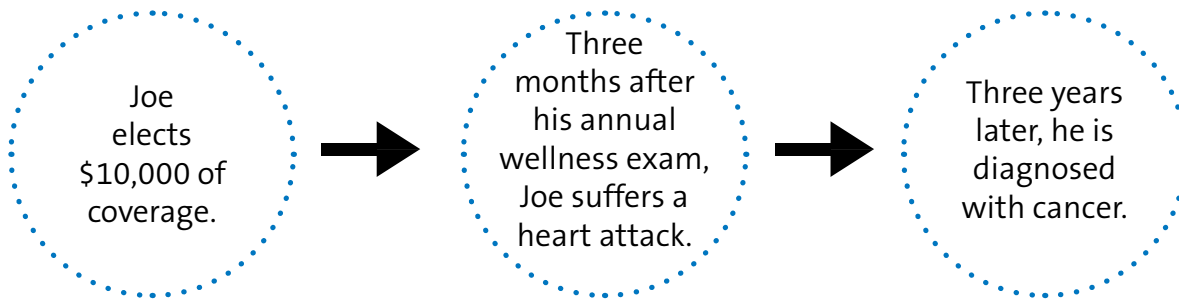 Joe
elects
$10,000 of
coverage.
Three
months after
his annual
wellness exam,
Joe suffers a
heart attack.
Three years
later, he is
diagnosed
with cancer.